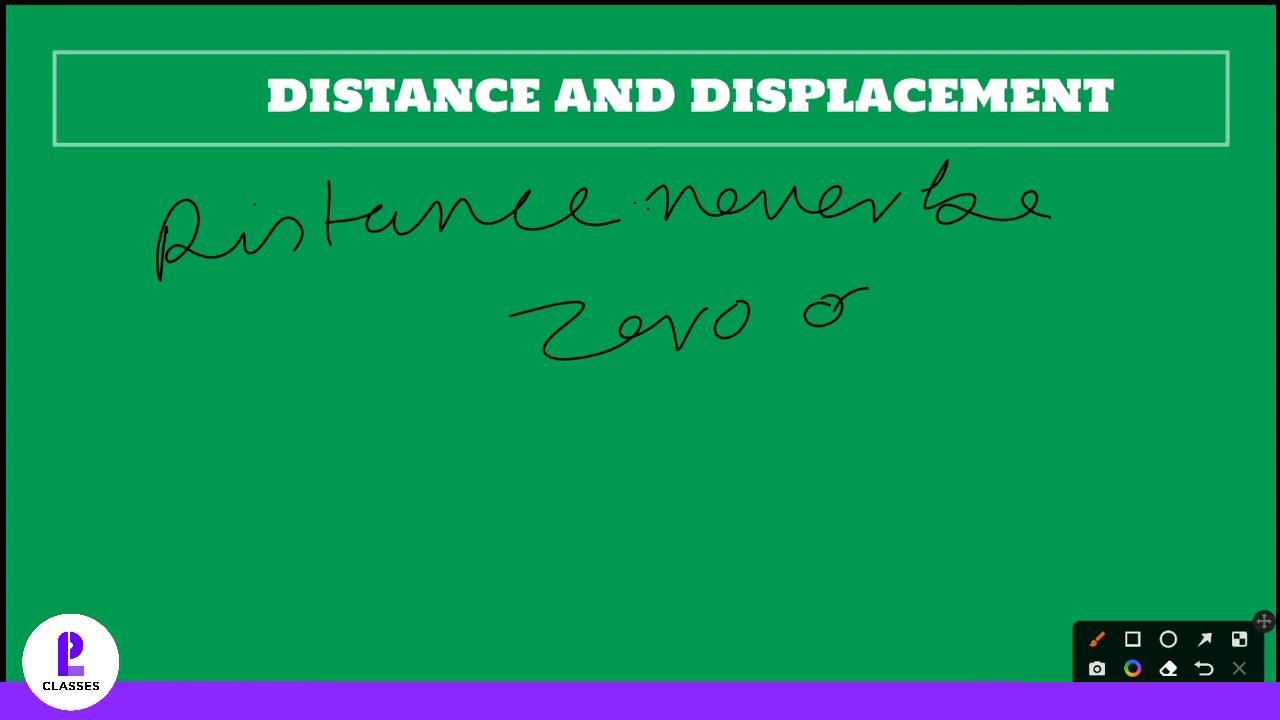 DISTANCE AND DISPLACEMENT
Distance never be
zero or
CLASSES